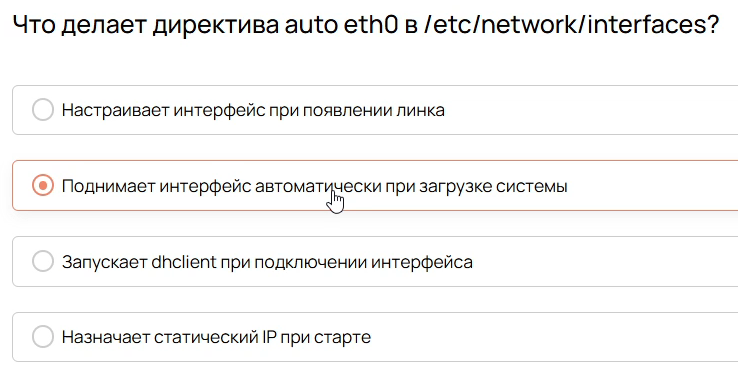 Что делает директива auto eth0 в /etc/network/interfaces?
Настраивает интерфейс при появлении линка
Поднимает интерфейс автоматически при загрузке системы
Запускает dhclient при подключении интерфейса
Назначает статический IP при старте